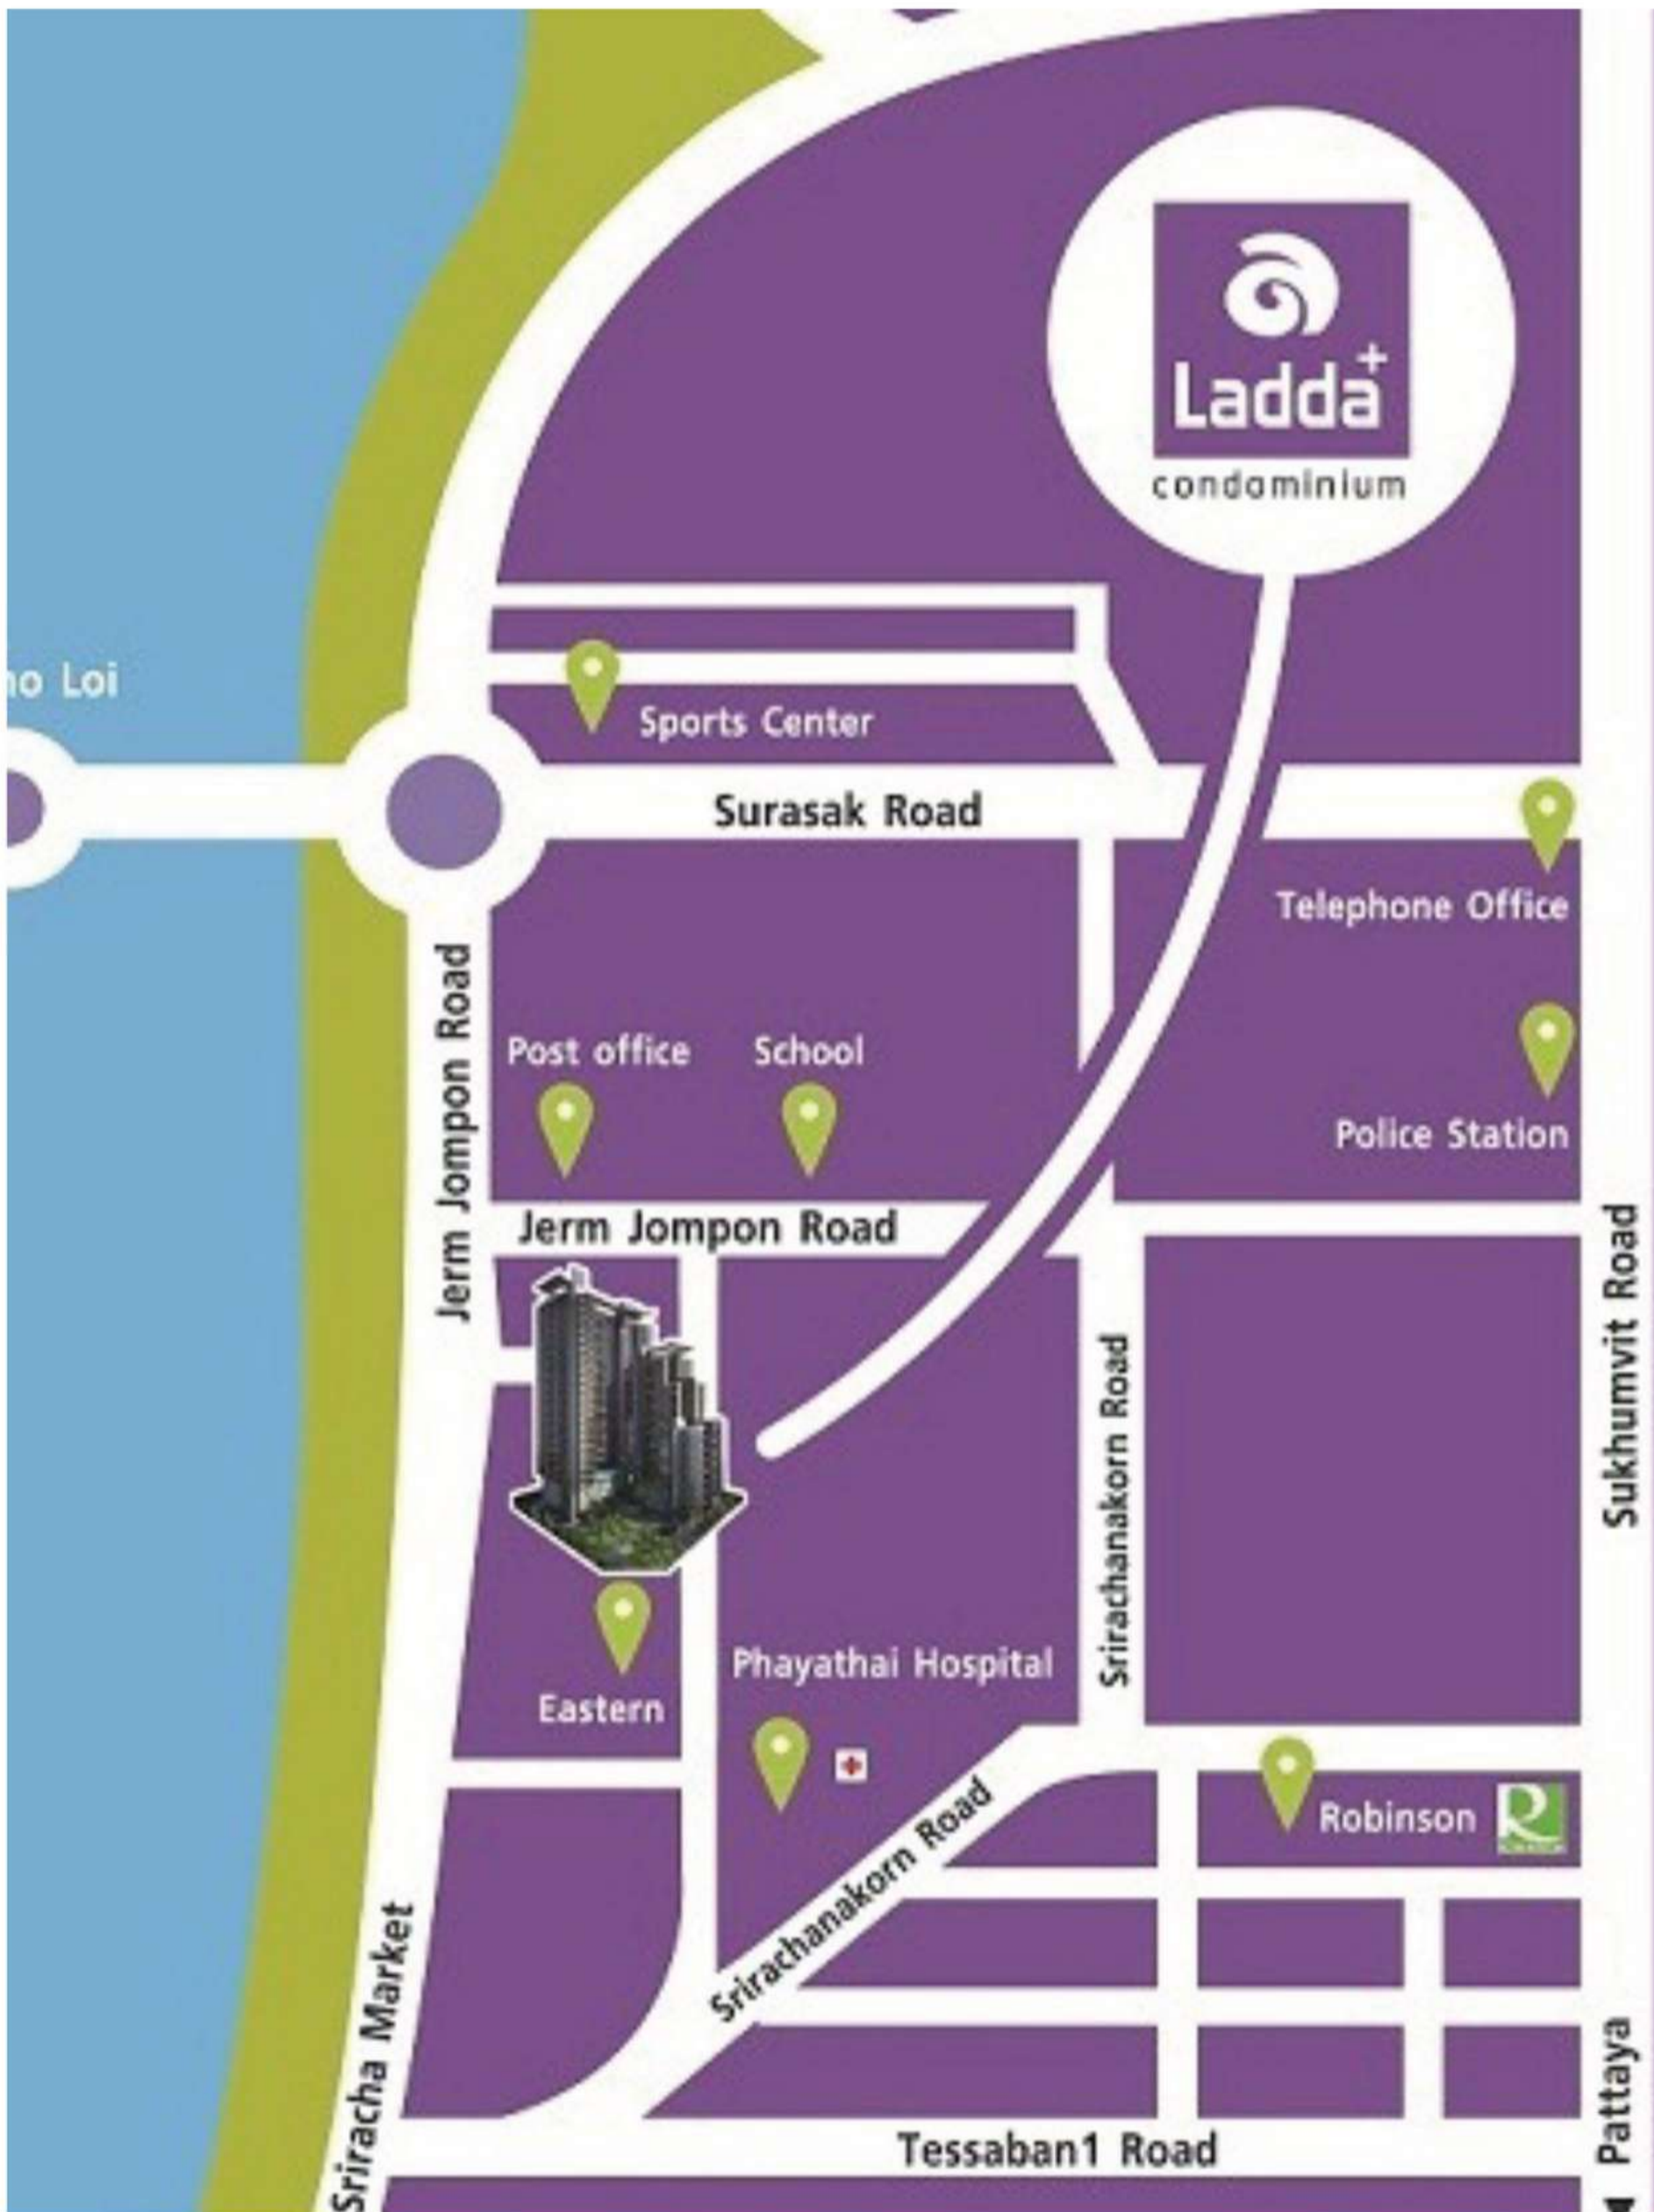 Ladda+
condominium
Loi
Sports Center
Surasak Road
Telephone Office
Jerm Jompon Road
Post office
School
Police Station
Jerm Jompon Road
Sukhumvit Road
Srirachanakorn Road
Eastern
Phayathai Hospital
Srirachanakorn Road
Robinson
Sriracha Market
Pattaya
Tessaban1 Road